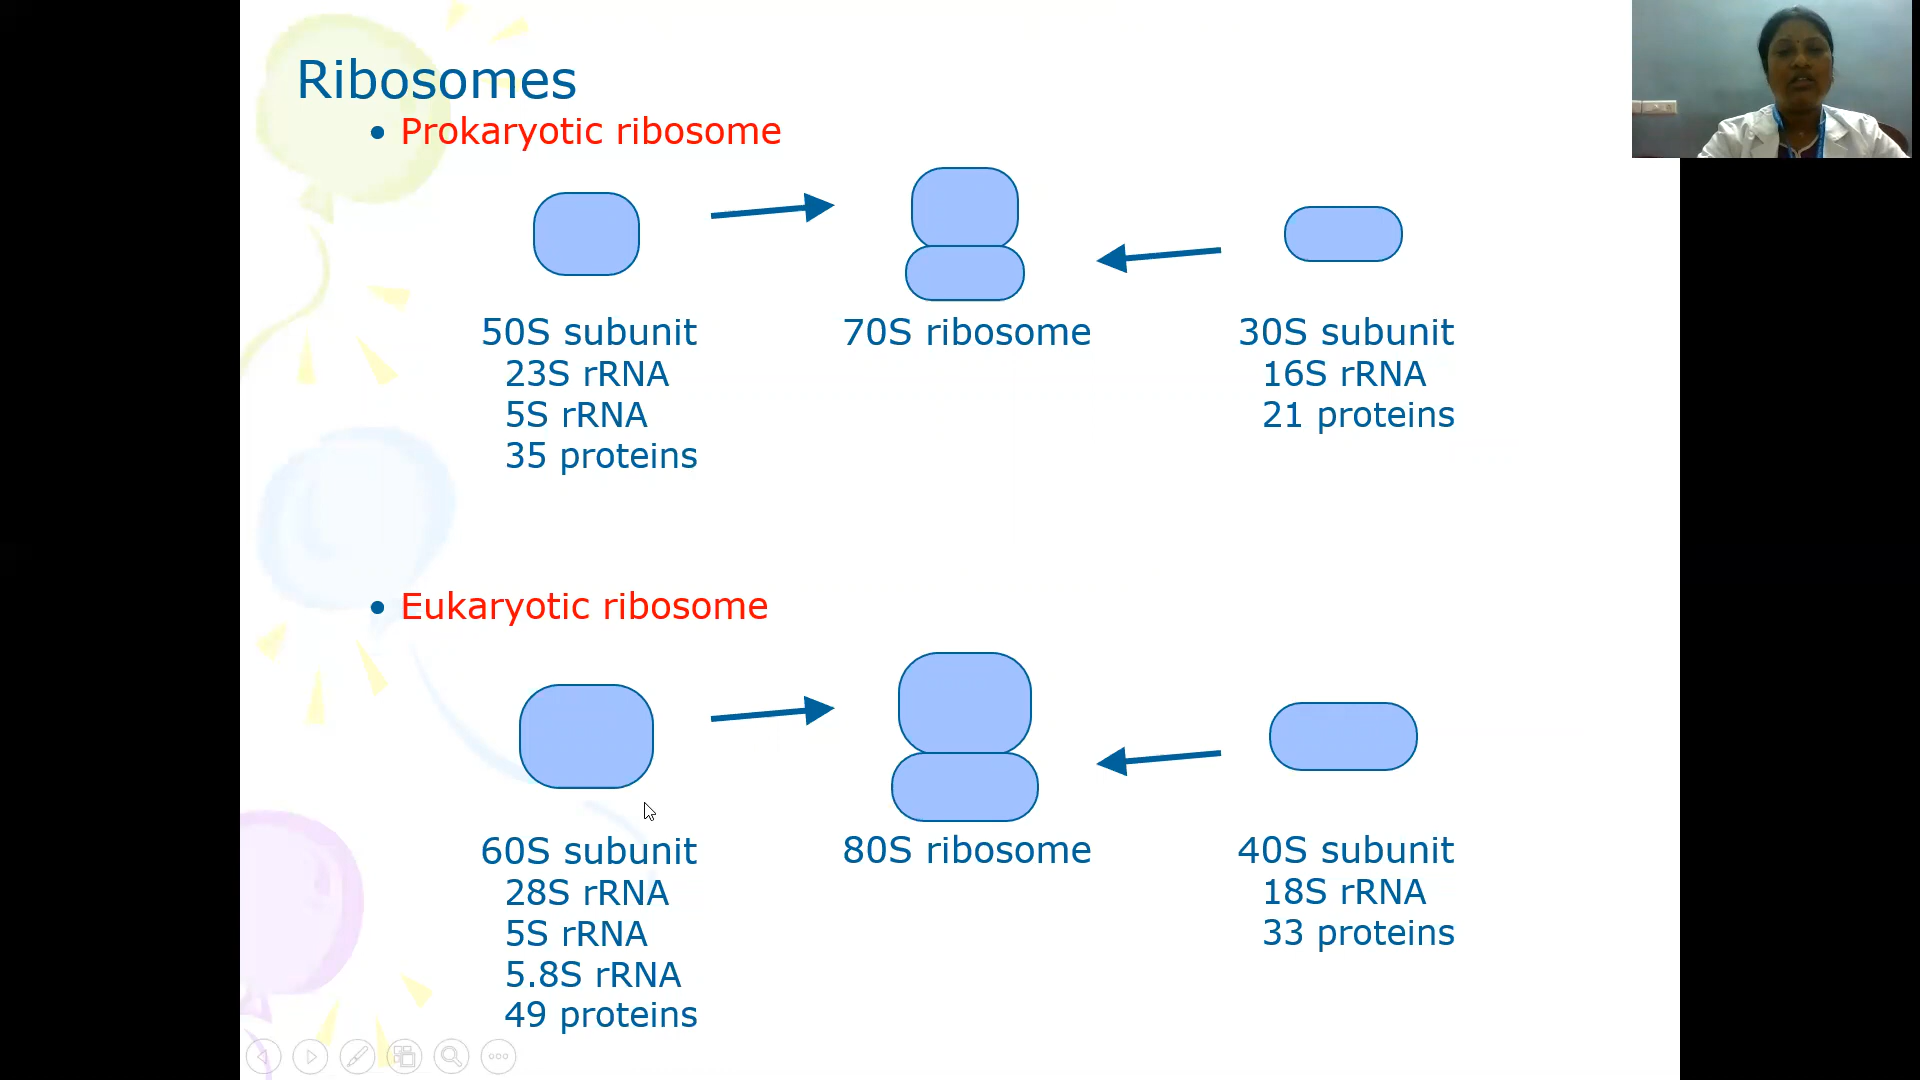 Ribosomes
• Prokaryotic ribosome
50S subunit
23S rRNA
5S rRNA
35 proteins
70S ribosome
30S subunit
16S rRNA
21 proteins
• Eukaryotic ribosome
60S subunit
28S rRNA
5S rRNA
5.8S rRNA
49 proteins
80S ribosome
40S subunit
18S rRNA
33 proteins